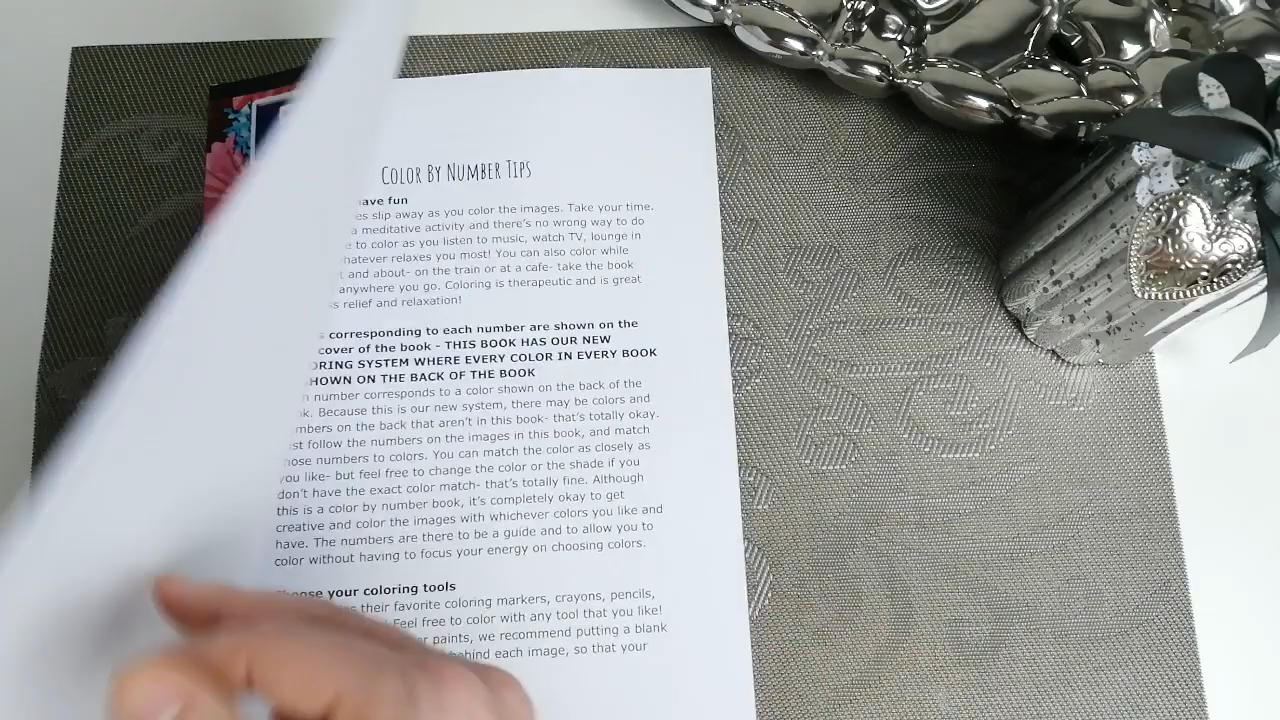 COLOR BY NUMBER TIPS
ave fun
es slip away as you color the images. Take your time.
a meditative activity and there's no wrong way to do
e to color as you listen to music, watch TV, lounge in
hatever relaxes you most! You can also color while
t and about- on the train or at a cafe- take the book
anywhere you go. Coloring is therapeutic and is great
s relief and relaxation!
corresponding to each number are shown on the
cover of the book - THIS BOOK HAS OUR NEW
ORING SYSTEM WHERE EVERY COLOR IN EVERY BOOK
HOWN ON THE BACK OF THE BOOK
number corresponds to a color shown on the back of the
k. Because this is our new system, there may be colors and
mbers on the back that aren't in this book- that's totally okay.
st follow the numbers on the images in this book, and match
hose numbers to colors. You can match the color as closely as
you like- but feel free to change the color or the shade if you
don't have the exact color match- that's totally fine. Although
this is a color by number book, it's completely okay to get
creative and color the images with whichever colors you like and
have. The numbers are there to be a guide and to allow you to
color without having to focus your energy on choosing colors.
Choose your coloring tools
their favorite coloring markers, crayons, pencils,
Feel free to color with any tool that you like!
r paints, we recommend putting a blank
behind each image, so that your